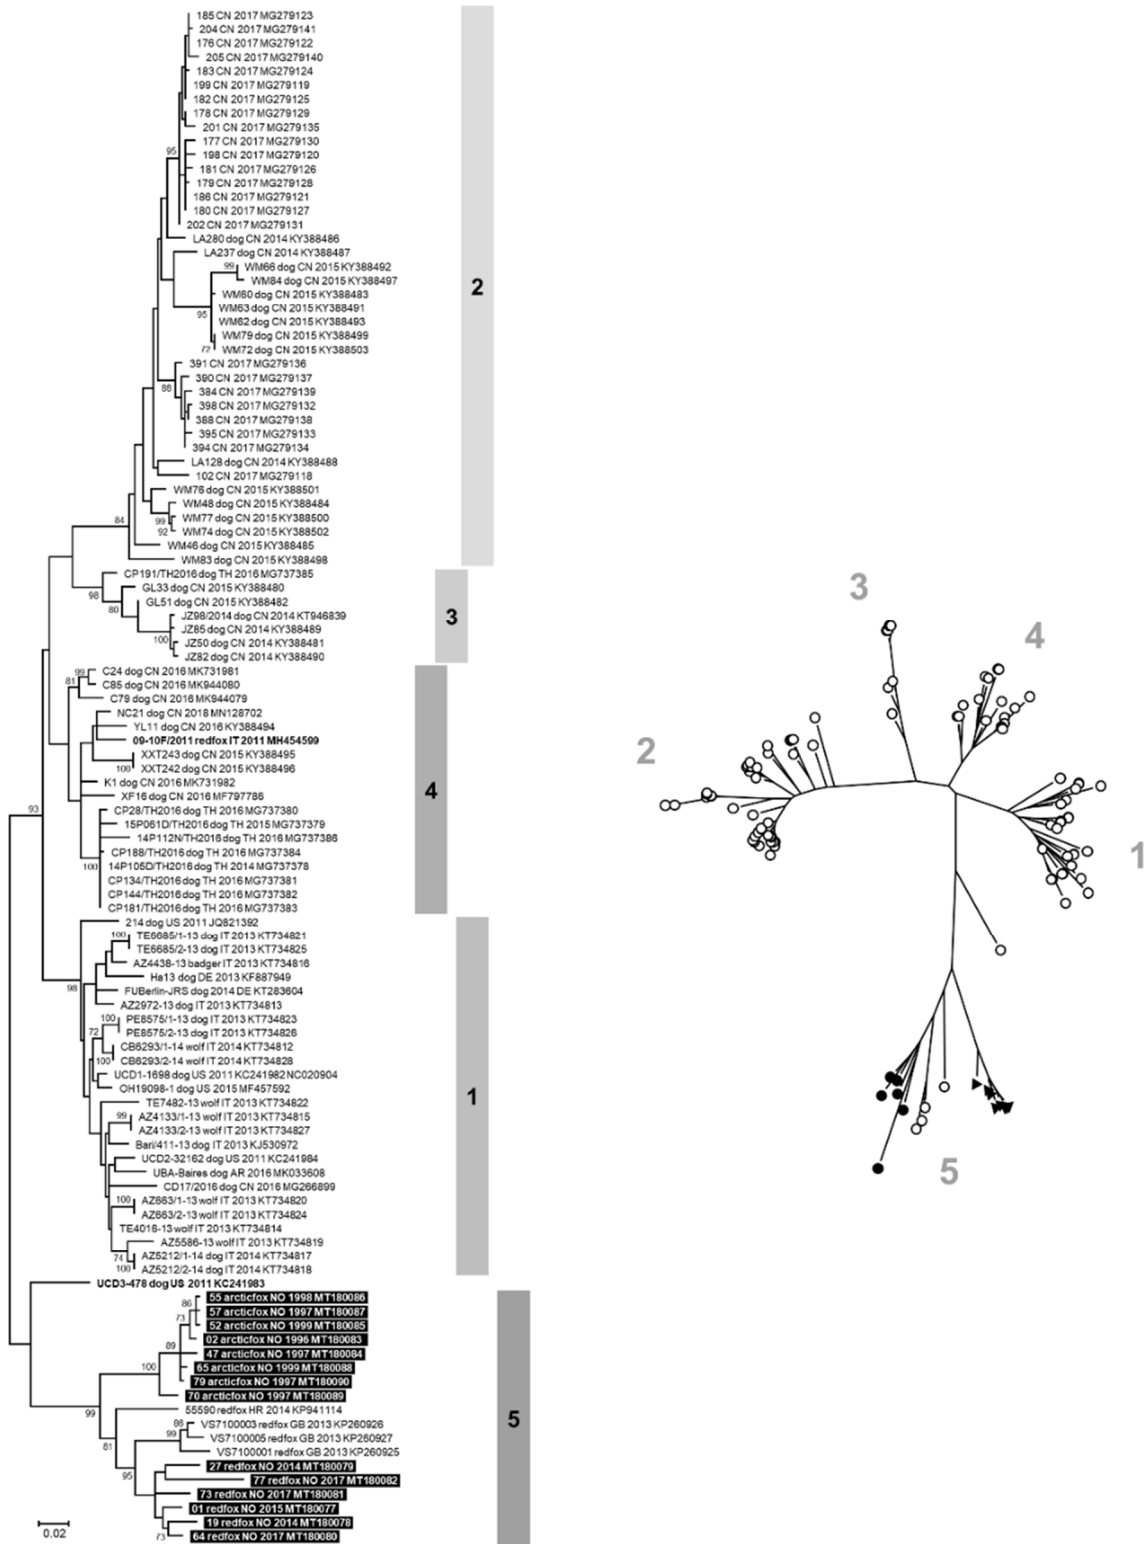 185 CN 2017 MG279123
204 CN 2017 MG279141
176 CN 2017 MG279122
205 CN 2017 MG279140
183 CN 2017 MG279124
199 CN 2017 MG279119
182 CN 2017 MG279125
178 CN 2017 MG279129
201 CN 2017 MG279135
177 CN 2017 MG279130
95
198 CN 2017 MG279120
181 CN 2017 MG279126
179 CN 2017 MG279128
186 CN 2017 MG279121
180 CN 2017 MG279127
202 CN 2017 MG279131
LA280 dog CN 2014 KY388486
LA237 dog CN 2014 KY388487
99
WM66 dog CN 2015 KY388492
WM84 dog CN 2015 KY388497
2
WM60 dog CN 2015 KY388483
WM63 dog CN 2015 KY388491
95
WM62 dog CN 2015 KY388493
WM79 dog CN 2015 KY388499
72
WM72 dog CN 2015 KY388503
391 CN 2017 MG279136
390 CN 2017 MG279137
88
384 CN 2017 MG279139
398 CN 2017 MG279132
388 CN 2017 MG279138
395 CN 2017 MG279133
394 CN 2017 MG279134
LA128 dog CN 2014 KY388488
102 CN 2017 MG279118
WM76 dog CN 2015 KY388501
WM48 dog CN 2015 KY388484
84
99
WM77 dog CN 2015 KY388500
92
WM74 dog CN 2015 KY388502
WM46 dog CN 2015 KY388485
WM83 dog CN 2015 KY388498
CP191/TH2016 dog TH 2016 MG737385
98
GL33 dog CN 2015 KY388480
80
GL51 dog CN 2015 KY388482
JZ98/2014 dog CN 2014 KT946839
3
JZ85 dog CN 2014 KY388489
100
JZ50 dog CN 2014 KY388481
JZ82 dog CN 2014 KY388490
99
C24 dog CN 2016 MK731981
81
C85 dog CN 2016 MK944080
C79 dog CN 2016 MK944079
NC21 dog CN 2018 MN128702
YL11 dog CN 2016 KY388494
09-10F/2011 redfox IT 2011 MH454599
XXT243 dog CN 2015 KY388495
100
XXT242 dog CN 2015 KY388496
K1 dog CN 2016 MK731982
4
XF16 dog CN 2016 MF797786
93
CP28/TH2016 dog TH 2016 MG737380
15P061D/TH2016 dog TH 2015 MG737379
14P112N/TH2016 dog TH 2016 MG737386
CP188/TH2016 dog TH 2016 MG737384
100
14P105D/TH2016 dog TH 2014 MG737378
CP134/TH2016 dog TH 2016 MG737381
CP144/TH2016 dog TH 2016 MG737382
CP181/TH2016 dog TH 2016 MG737383
214 dog US 2011 JQ821392
100
TE6685/1-13 dog IT 2013 KT734821
TE6685/2-13 dog IT 2013 KT734825
AZ4438-13 badger IT 2013 KT734816
Ha13 dog DE 2013 KF887949
98
FUBerlin-JRS dog 2014 DE KT283604
AZ2972-13 dog IT 2013 KT734813
100
PE8575/1-13 dog IT 2013 KT734823
72
PE8575/2-13 dog IT 2013 KT734826
CB6293/1-14 wolf IT 2014 KT734812
100
CB6293/2-14 wolf IT 2014 KT734828
UCD1-1698 dog US 2011 KC241982 NC020904
OH19098-1 dog US 2015 MF457592
1
TE7482-13 wolf IT 2013 KT734822
99
AZ4133/1-13 wolf IT 2013 KT734815
AZ4133/2-13 wolf IT 2013 KT734827
Bari/411-13 dog IT 2013 KJ530972
UCD2-32162 dog US 2011 KC241984
UBA-Baires dog AR 2016 MK033608
CD17/2016 dog CN 2016 MG266899
100
AZ663/1-13 wolf IT 2013 KT734820
AZ663/2-13 wolf IT 2013 KT734824
TE4016-13 wolf IT 2013 KT734814
AZ5586-13 wolf IT 2013 KT734819
74
AZ5212/1-14 dog IT 2014 KT734817
100
AZ5212/2-14 dog IT 2014 KT734818
UCD3-478 dog US 2011 KC241983
55 arcticfox NO 1998 MT180086
86
57 arcticfox NO 1997 MT180087
73
52 arcticfox NO 1999 MT180085
02 arcticfox NO 1996 MT180083
89
47 arcticfox NO 1997 MT180084
100
65 arcticfox NO 1999 MT180088
79 arcticfox NO 1997 MT180090
70 arcticfox NO 1997 MT180089
99
55590 redfox HR 2014 KP941114
5
86
VS7100003 redfox GB 2013 KP260926
99
VS7100005 redfox GB 2013 KP260927
81
VS7100001 redfox GB 2013 KP260925
95
27 redfox NO 2014 MT180079
77 redfox NO 2017 MT180082
73 redfox NO 2017 MT180081
01 redfox NO 2015 MT180077
19 redfox NO 2014 MT180078
73
64 redfox NO 2017 MT180080
0.02
3
4
2
1
5